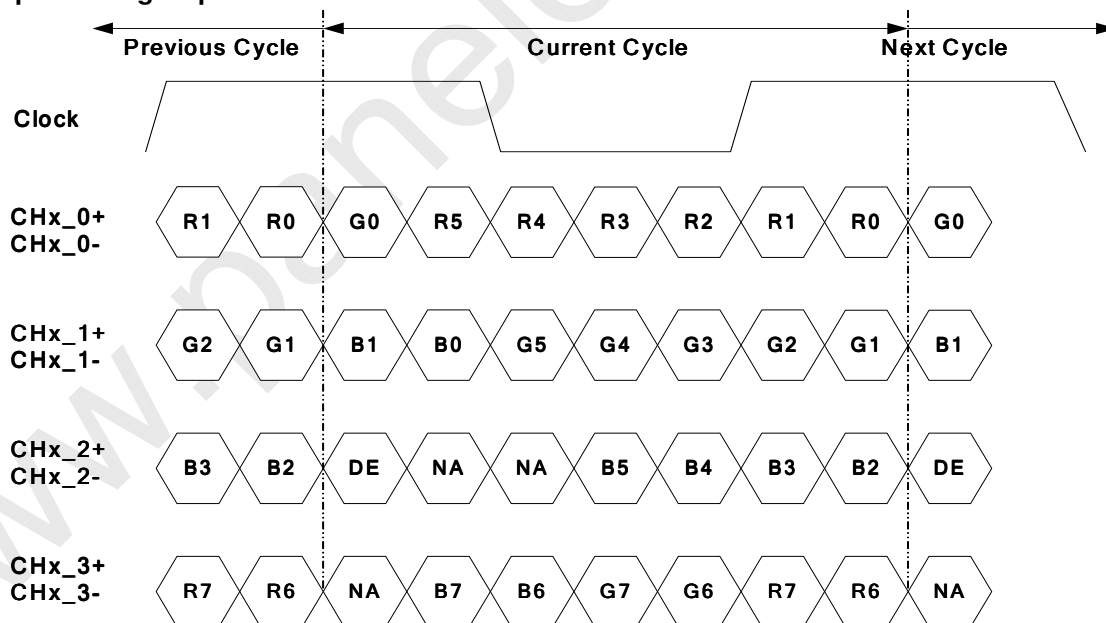 Previous Cycle Current Cycle Next Cycle
Clock
CHx_0+
CHx_0-
R1 R0 G0 R5 R4 R3 R2 R1 R0 G0
CHx_1+
CHx_1-
G2 G1 B1 B0 G5 G4 G3 G2 G1 B1
CHx_2+
CHx_2-
B3 B2 DE NA NA B5 B4 B3 B2 DE
CHx_3+
CHx_3-
R7 R6 NA B7 B6 G7 G6 R7 R6 NA